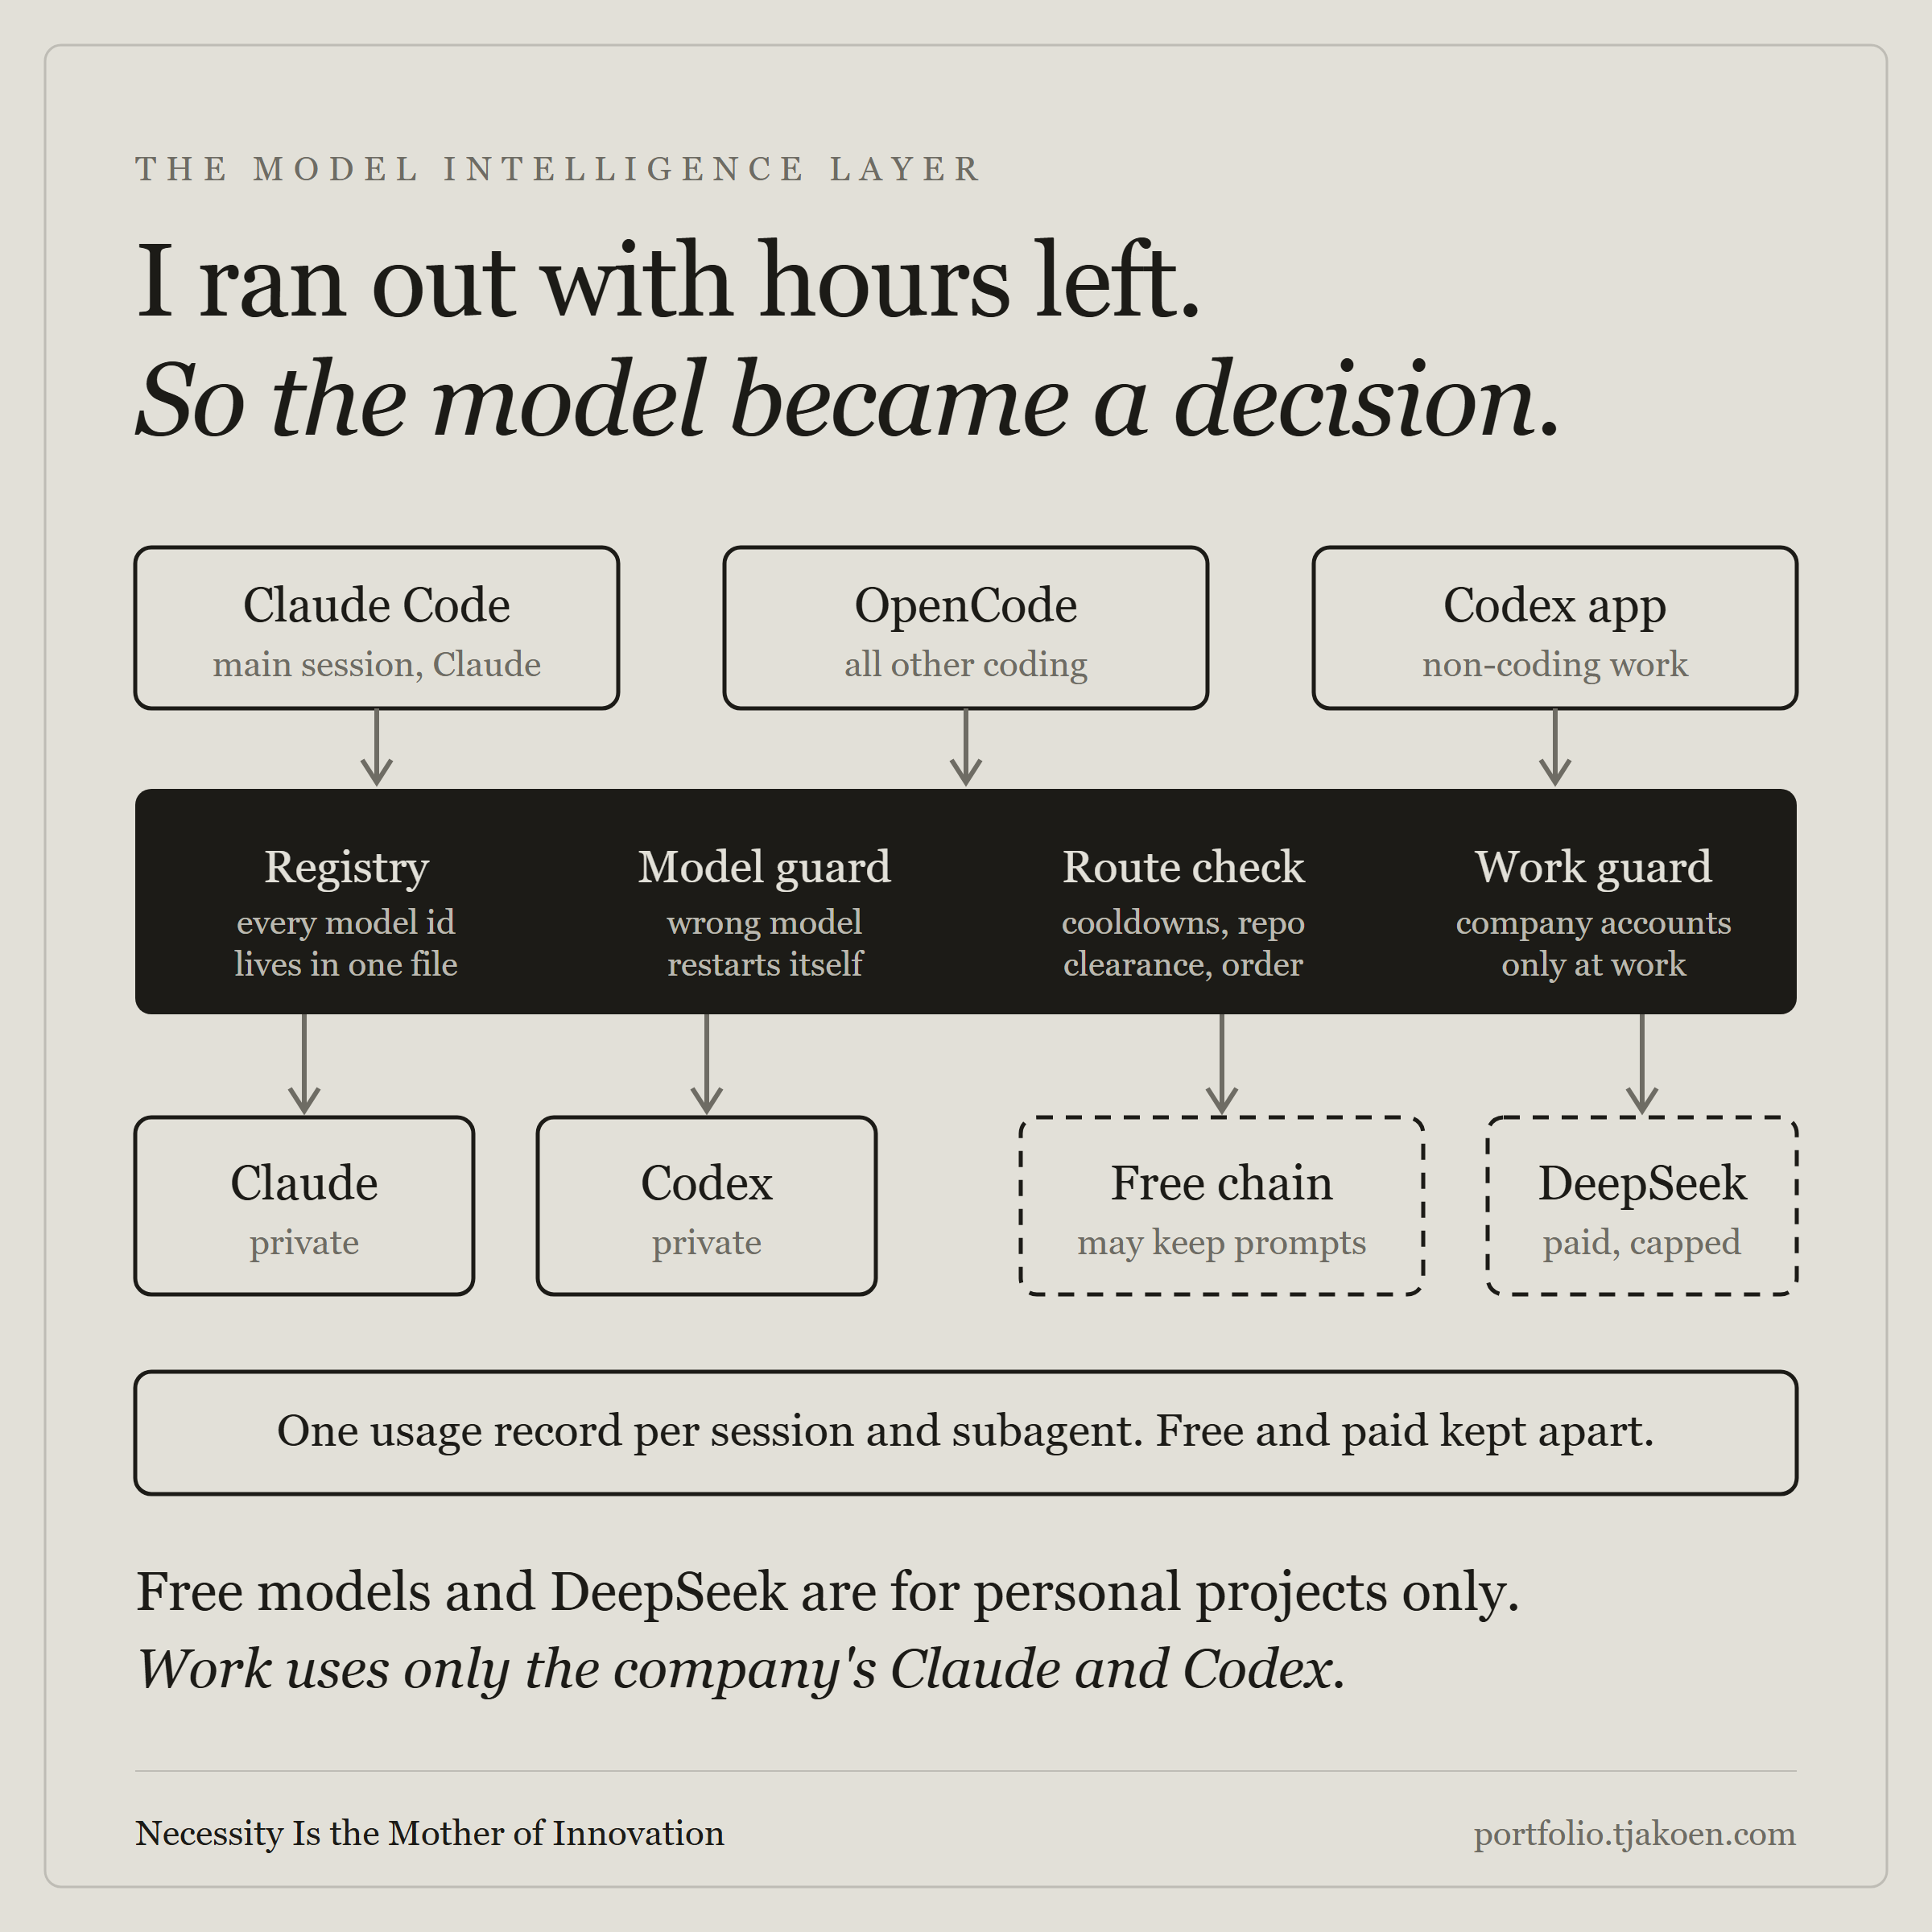 THE MODEL INTELLIGENCE LAYER
I ran out with hours left.
So the model became a decision.
Claude Code
main session, Claude
OpenCode
all other coding
Codex app
non-coding work
Registry
every model id
lives in one file
Model guard
wrong model
restarts itself
Route check
cooldowns, repo
clearance, order
Work guard
company accounts
only at work
Claude
private
Codex
private
Free chain
may keep prompts
DeepSeek
paid, capped
One usage record per session and subagent. Free and paid kept apart.
Free models and DeepSeek are for personal projects only.
Work uses only the company's Claude and Codex.
Necessity Is the Mother of Innovation
portfolio.tjakoen.com